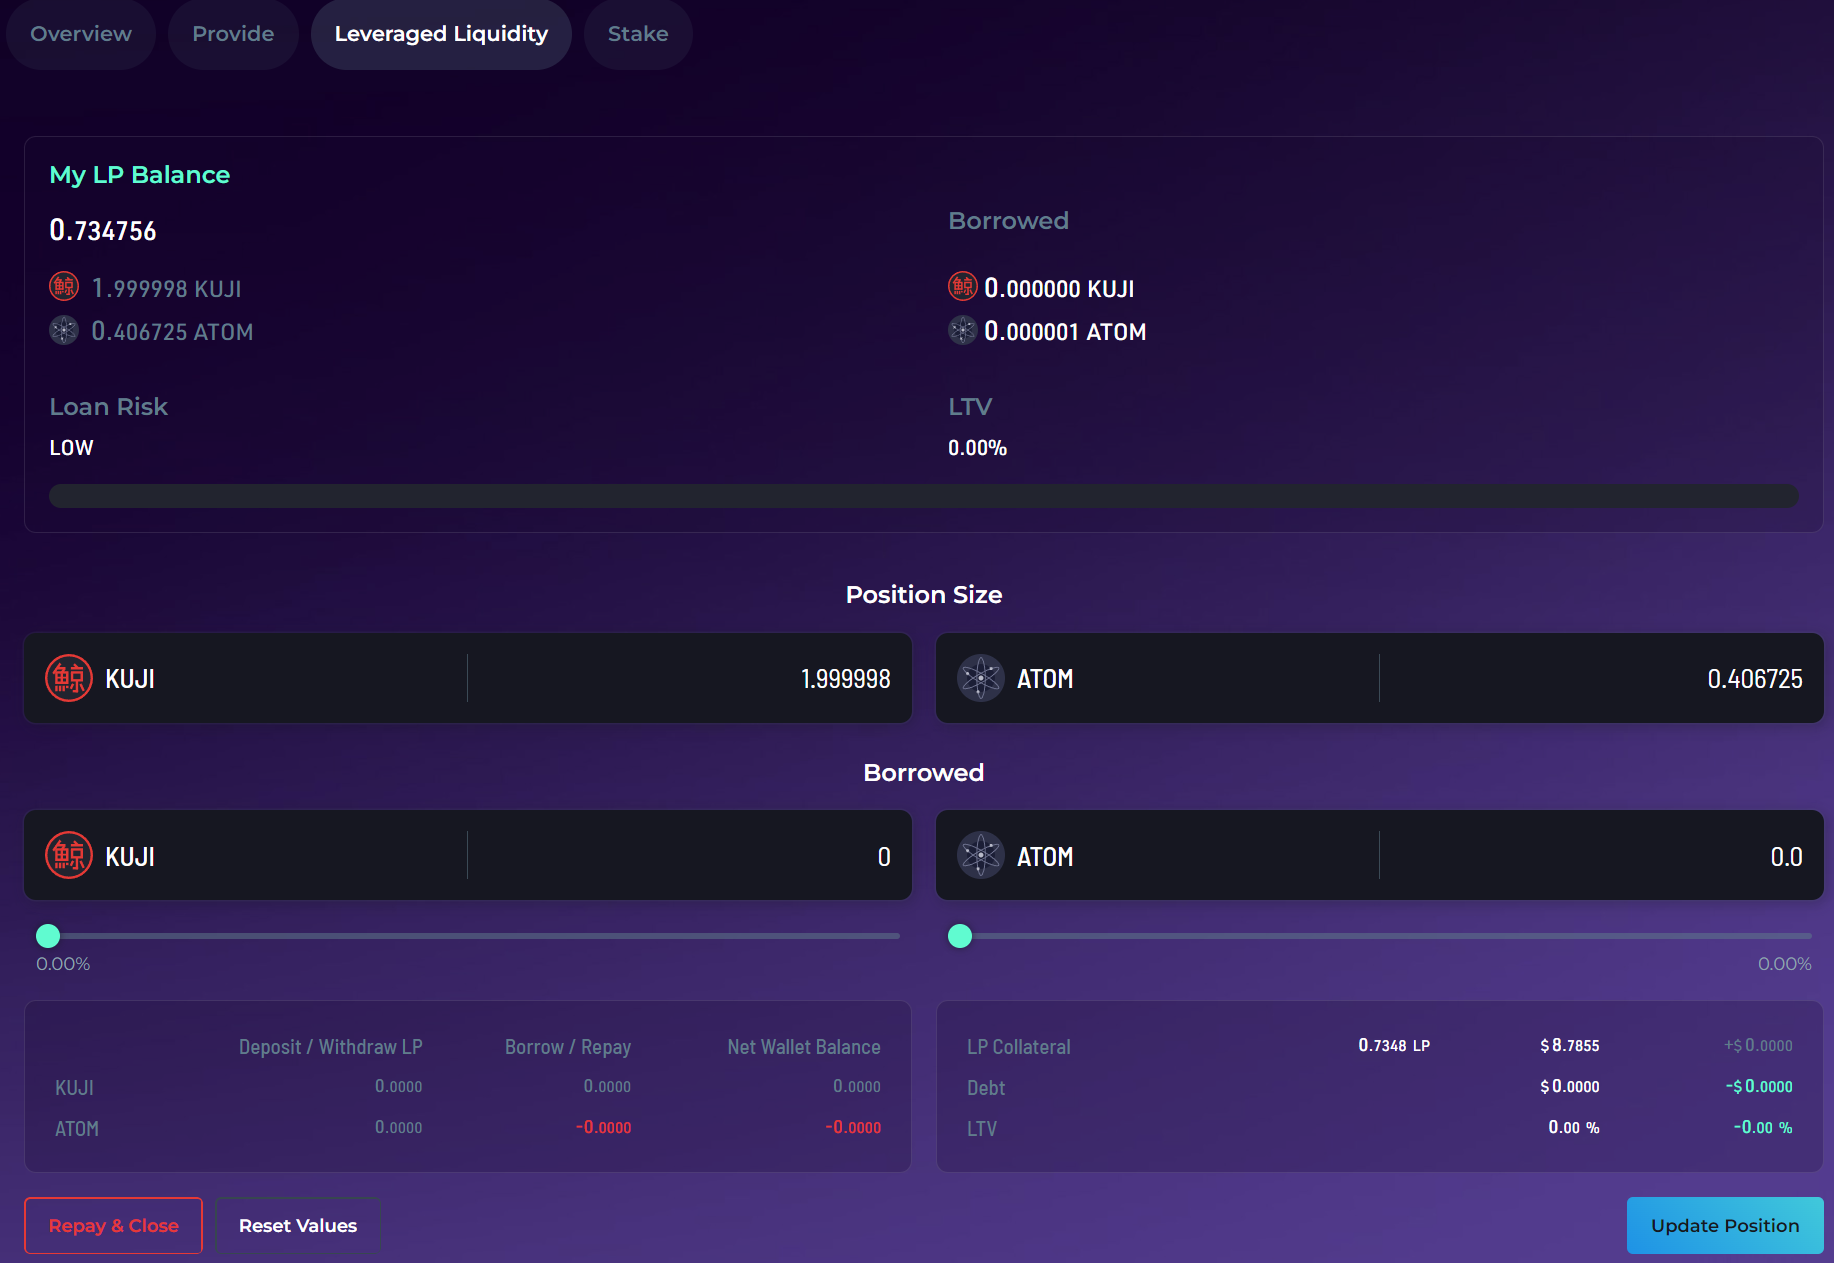 Overview Provide Leveraged Liquidity Stake
My LP Balance
0.734756
Borrowed
鯨 1.999998 KUJI
鯨 0.000000 KUJI
0.406725 ATOM
0.000001 ATOM
Loan Risk
LTV
LOW
0.00%
Position Size
鯨 KUJI 1.999998
ATOM 0.406725
Borrowed
鯨 KUJI 0
ATOM 0.0
0.00%
0.00%
Deposit / Withdraw LP Borrow / Repay Net Wallet Balance
KUJI 0.0000 0.0000 0.0000
ATOM 0.0000 -0.0000 -0.0000
LP Collateral 0.7348 LP $8.7855 +$0.0000
Debt $0.0000 -$0.0000
LTV 0.00 % -0.00 %
Repay & Close Reset Values Update Position